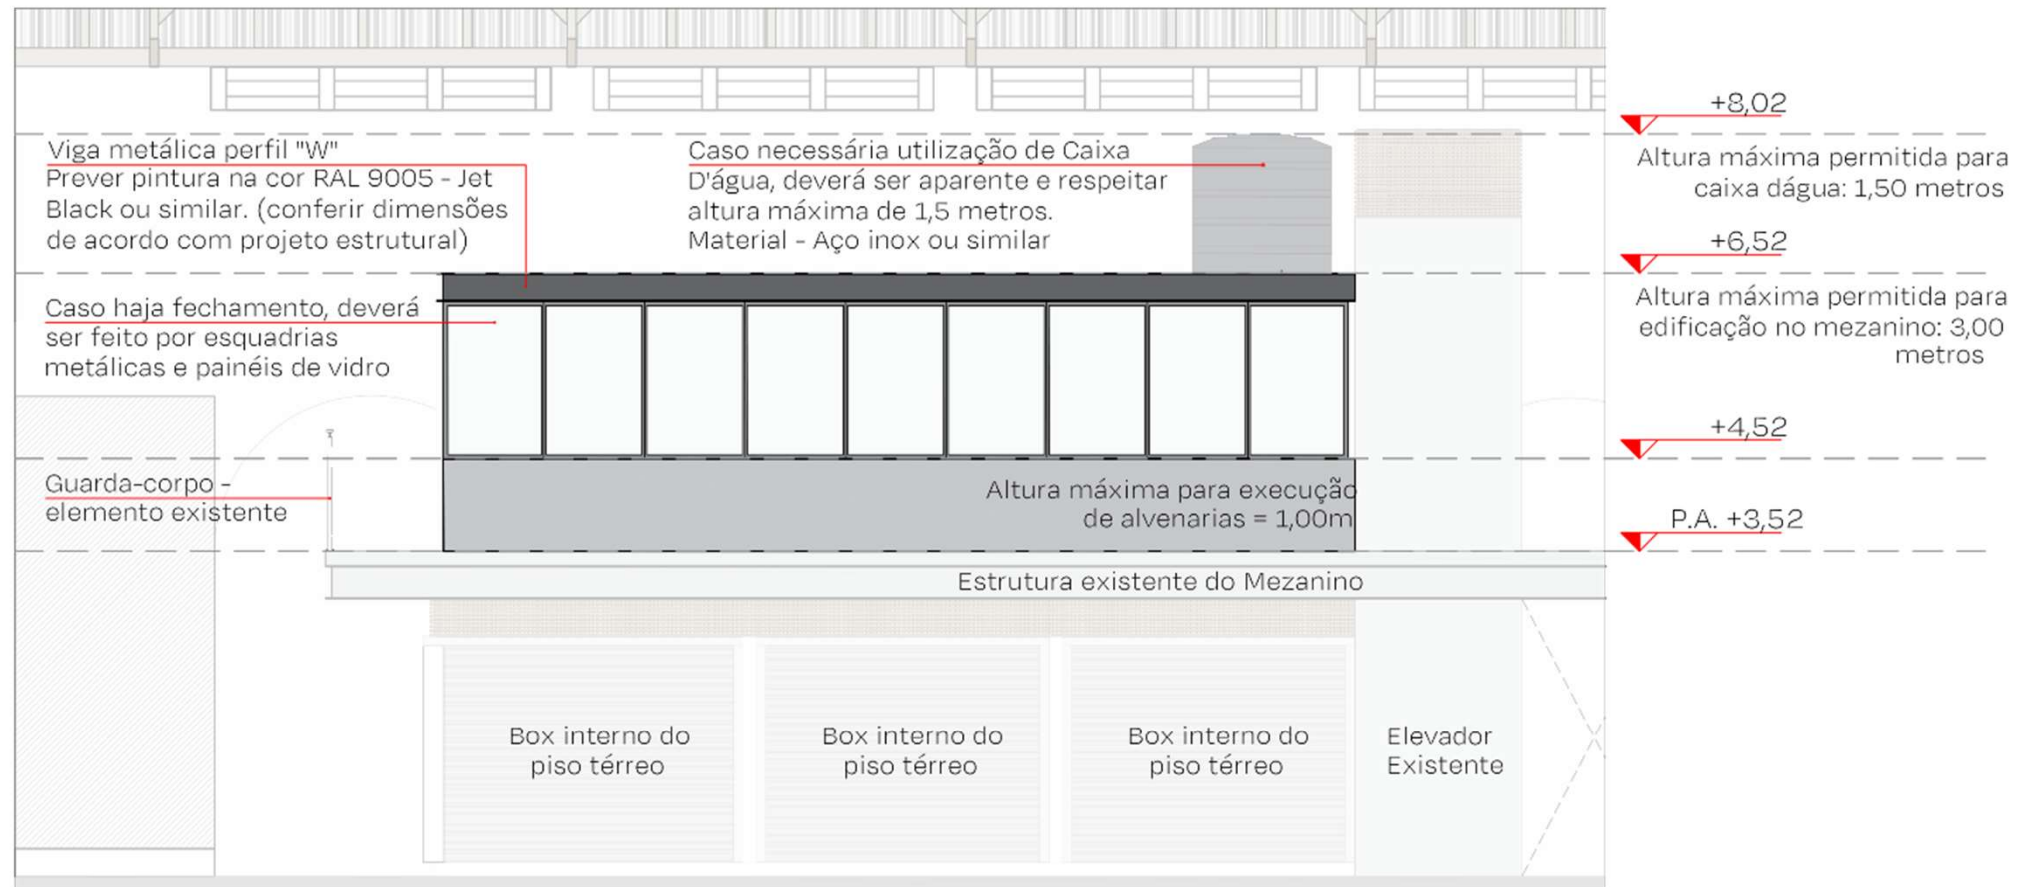 Viga metálica perfil "W"
Prever pintura na cor RAL 9005 - Jet
Black ou similar. (conferir dimensões
de acordo com projeto estrutural)
Caso necessária utilização de Caixa
D'água, deverá ser aparente e respeitar
altura máxima de 1,5 metros.
Material - Aço inox ou similar
+8,02
Altura máxima permitida para
caixa dágua: 1,50 metros
+6,52
Altura máxima permitida para
edificação no mezanino: 3,00
metros
Caso haja fechamento, deverá
ser feito por esquadrias
metálicas e painéis de vidro
+4,52
Guarda-corpo -
elemento existente
Altura máxima para execução
de alvenarias = 1,00m
P.A. +3,52
Estrutura existente do Mezanino
Box interno do
piso térreo
Box interno do
piso térreo
Box interno do
piso térreo
Elevador
Existente